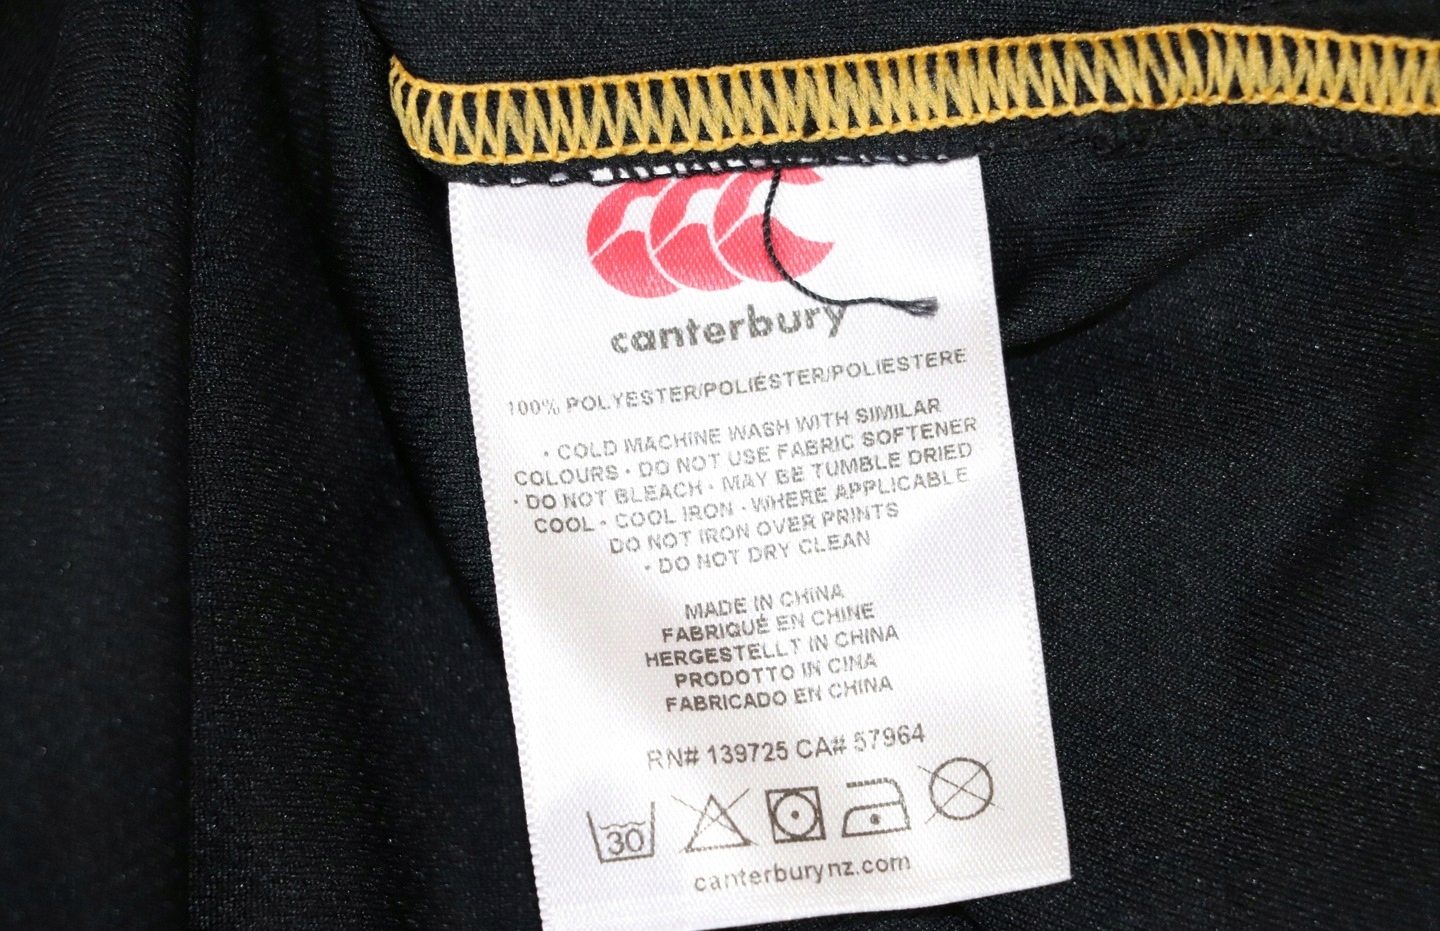 canterbury
100% POLYESTER/POLIÉSTER/POLIESTERE
· COLD MACHINE WASH WITH SIMILAR
COLOURS · DO NOT USE FABRIC SOFTENER
· DO NOT BLEACH · MAY BE TUMBLE DRIED
COOL · COOL IRON · WHERE APPLICABLE
DO NOT IRON OVER PRINTS
· DO NOT DRY CLEAN
MADE IN CHINA
FABRIQUÉ EN CHINE
HERGESTELLT IN CHINA
PRODOTTO IN CINA
FABRICADO EN CHINA
RN# 139725 CA# 57964
30
canterburynz.com